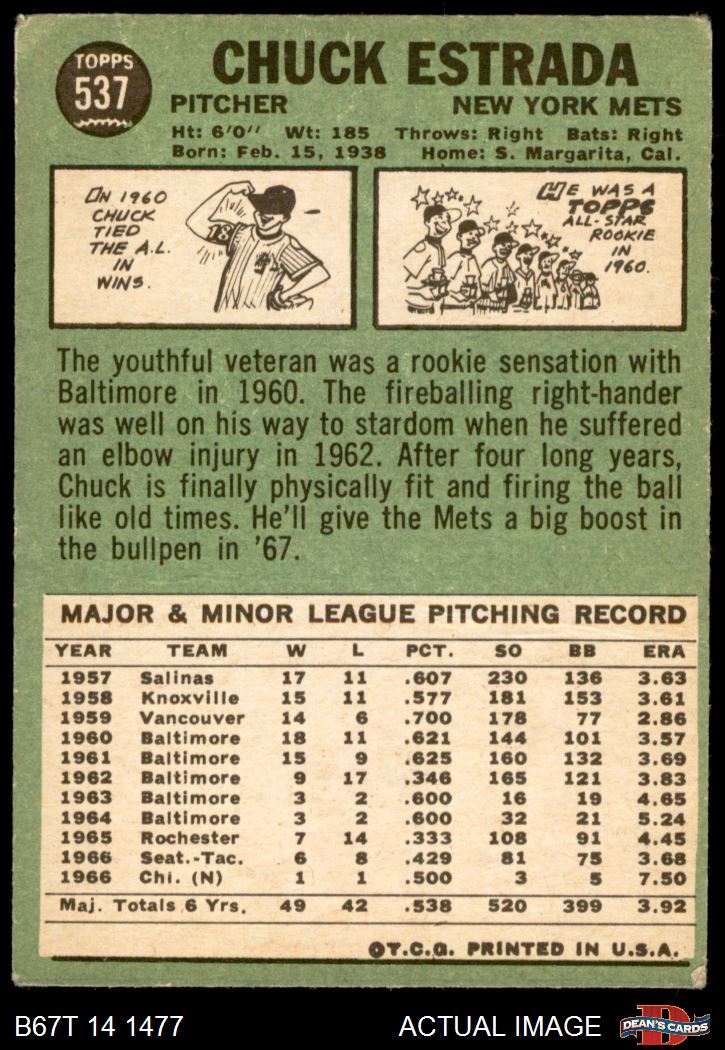 TOPPS
537
CHUCK ESTRADA
PITCHER NEW YORK METS
Ht: 6'0" Wt: 185 Throws: Right Bats: Right
Born: Feb. 15, 1938 Home: S. Margarita, Cal.
IN 1960
CHUCK
TIED
THE A.L.
IN
WINS.
18
HE WAS A
TOPPS
ALL-STAR
ROOKIE
IN
1960.
The youthful veteran was a rookie sensation with
Baltimore in 1960. The fireballing right-hander
was well on his way to stardom when he suffered
an elbow injury in 1962. After four long years,
Chuck is finally physically fit and firing the ball
like old times. He'll give the Mets a big boost in
the bullpen in '67.
MAJOR & MINOR LEAGUE PITCHING RECORD
YEAR TEAM W L PCT. SO BB ERA
1957 Salinas 17 11 .607 230 136 3.63
1958 Knoxville 15 11 .577 181 153 3.61
1959 Vancouver 14 6 .700 178 77 2.86
1960 Baltimore 18 11 .621 144 101 3.57
1961 Baltimore 15 9 .625 160 132 3.69
1962 Baltimore 9 17 .346 165 121 3.83
1963 Baltimore 3 2 .600 16 19 4.65
1964 Baltimore 3 2 .600 32 21 5.24
1965 Rochester 7 14 .333 108 91 4.45
1966 Seat.-Tac. 6 8 .429 81 75 3.68
1966 Chi. (N) 1 1 .500 3 5 7.50
Maj. Totals 6 Yrs. 49 42 .538 520 399 3.92
©T.C.G. PRINTED IN U.S.A.
B67T 14 1477 ACTUAL IMAGE
D
DEAN'S CARDS